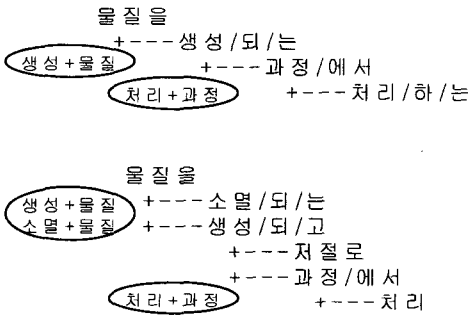 물질을
+---생성/되/는
생성+물질
+---과정/에서
처리+과정
+---처리/하/는
물질을
생성+물질
+---소멸/되/는
소멸+물질
+---생성/되/고
+---저절로
+---과정/에서
처리+과정
+---처리